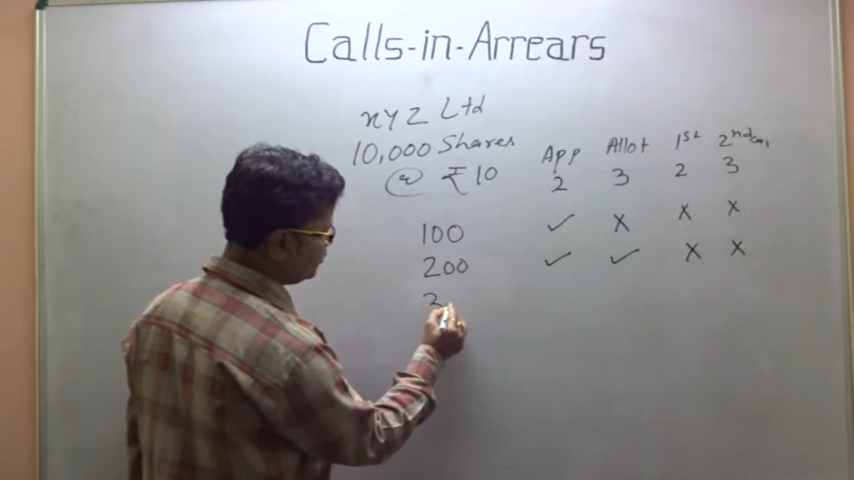 Calls-in-Arrears
XYZ Ltd
10,000 Shares
@ ₹10
App Allot 1st 2nd Call
2 3 2 3
100 ✓ X X X
200 ✓ ✓ X X
3